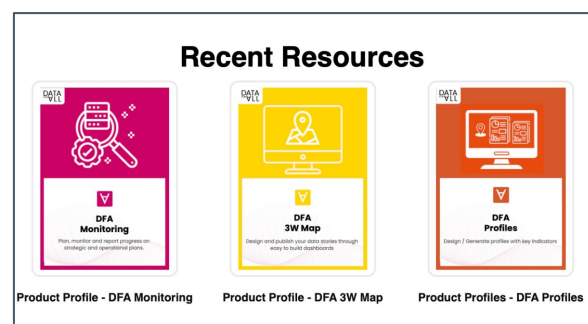 Recent Resources
DATA
ALL
DFA
Monitoring
Plan, monitor and report progress on
strategic and operational plans.
Product Profile - DFA Monitoring
DATA
ALL
DFA
3W Map
Design and publish your data stories through
easy to build dashboards
Product Profile - DFA 3W Map
DATA
ALL
DFA
Profiles
Design / Generate profiles with key indicators
Product Profiles - DFA Profiles